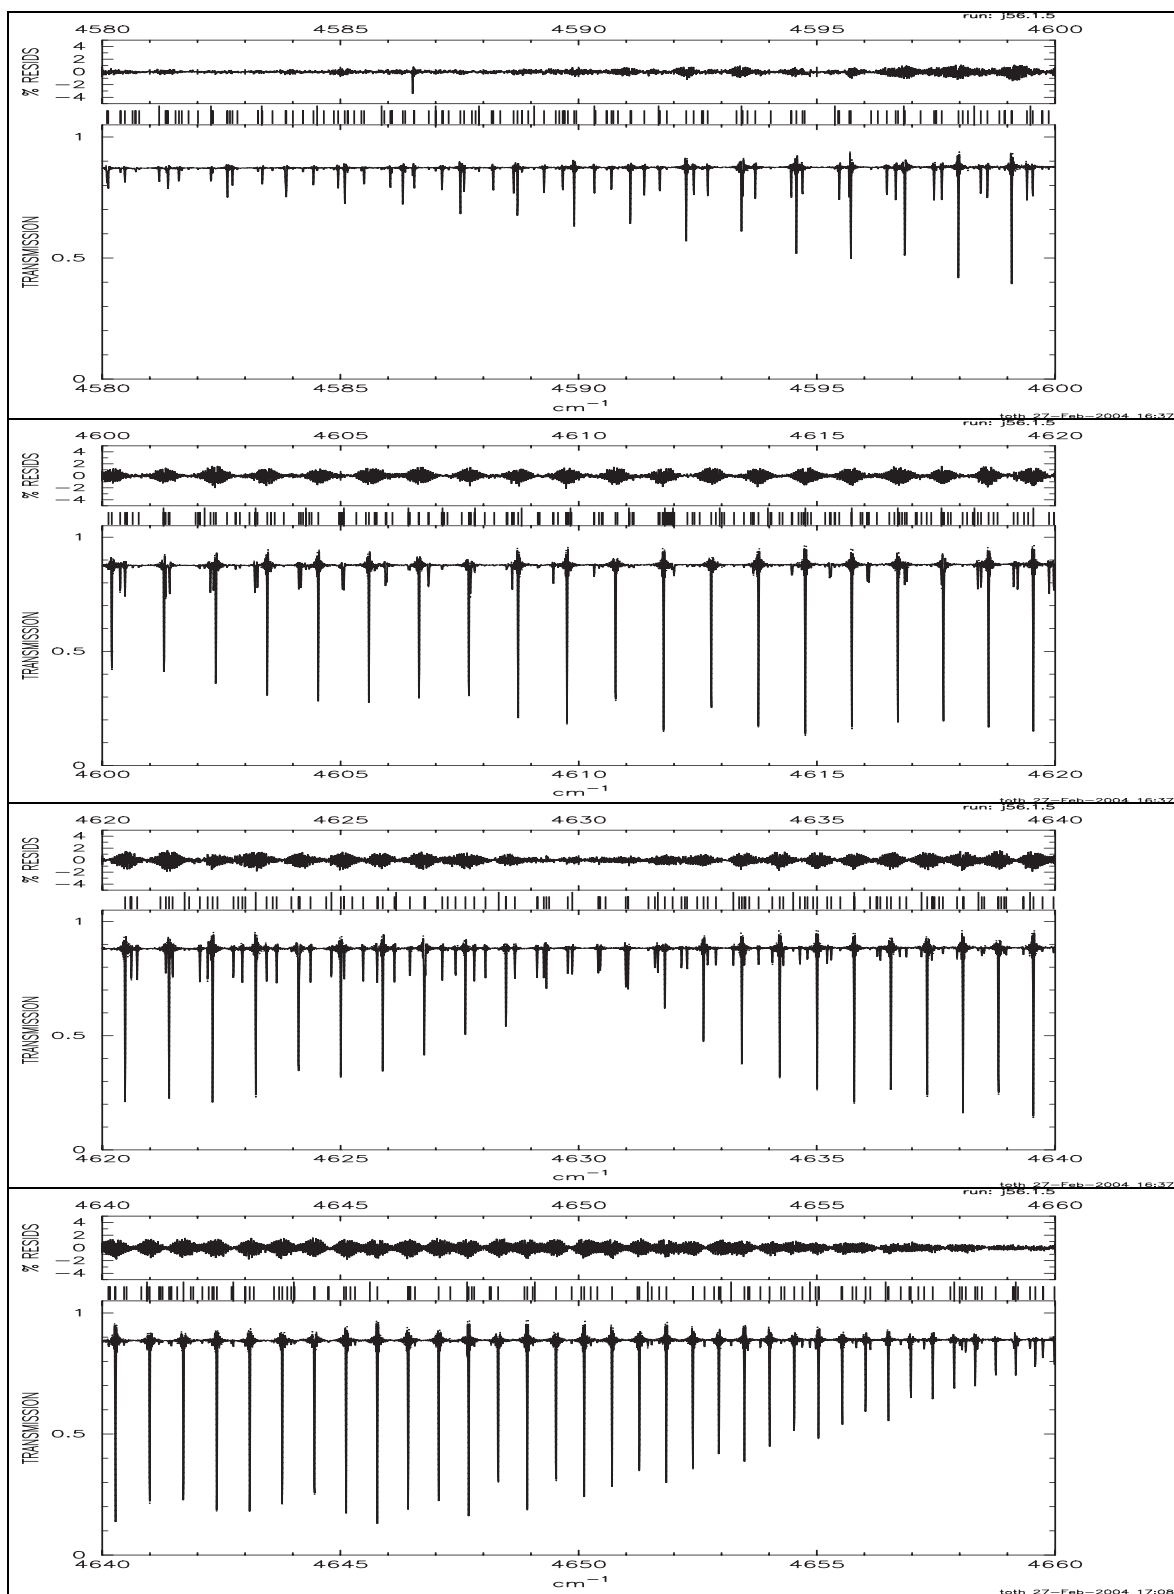 run: j56.1.5
4580 4585 4590 4595 4600
% RESIDS
4
2
0
−2
−4
TRANSMISSION
1
0.5
0
4580 4585 4590 4595 4600
cm−1
toth 27−Feb−2004 16:37
run: j56.1.5
4600 4605 4610 4615 4620
% RESIDS
4
2
0
−2
−4
TRANSMISSION
1
0.5
0
4600 4605 4610 4615 4620
cm−1
toth 27−Feb−2004 16:37
run: j56.1.5
4620 4625 4630 4635 4640
% RESIDS
4
2
0
−2
−4
TRANSMISSION
1
0.5
0
4620 4625 4630 4635 4640
cm−1
toth 27−Feb−2004 16:37
run: j56.1.5
4640 4645 4650 4655 4660
% RESIDS
4
2
0
−2
−4
TRANSMISSION
1
0.5
0
4640 4645 4650 4655 4660
cm−1
toth 27−Feb−2004 17:08